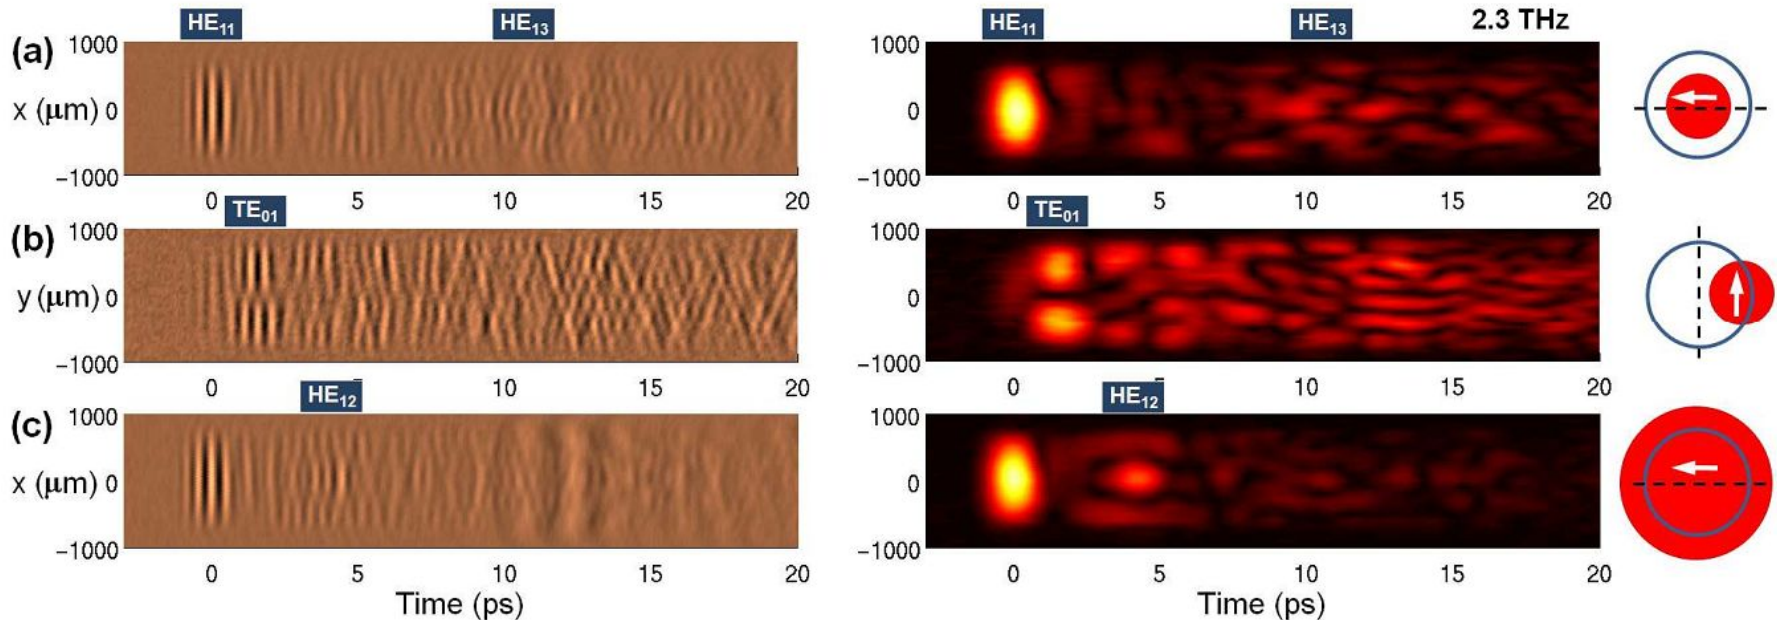 HE11 HE13 HE11 HE13 2.3 THz
(a) 1000 1000
x (μm) 0 0
−1000 −1000
0 5 10 15 20 0 5 10 15 20
TE01 TE01
(b) 1000 1000
y (μm) 0 0
−1000 −1000
0 5 10 15 20 0 5 10 15 20
HE12 HE12
(c) 1000 1000
x (μm) 0 0
−1000 −1000
0 5 10 15 20 0 5 10 15 20
Time (ps) Time (ps)